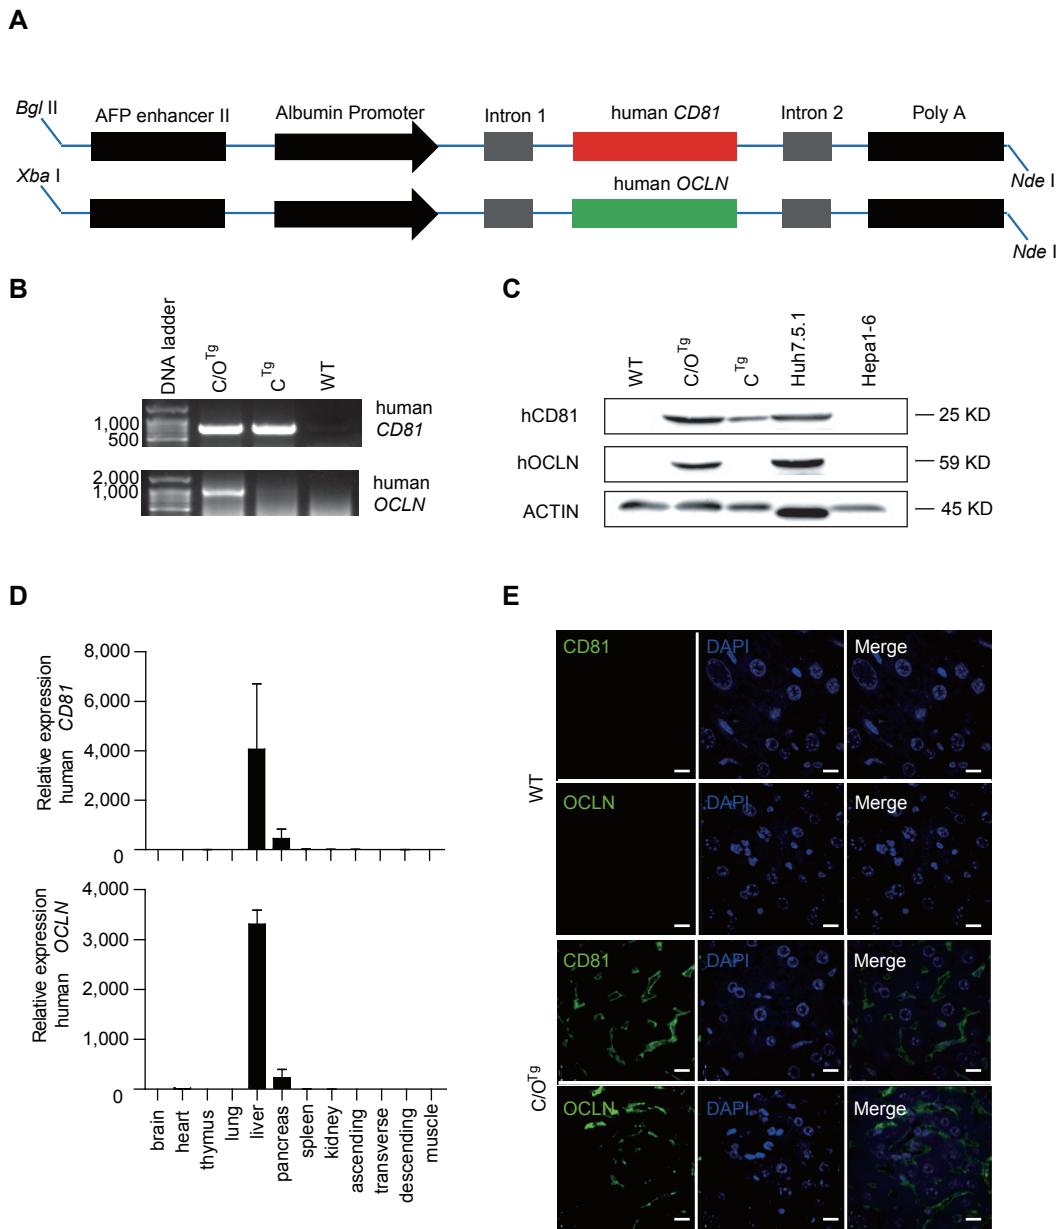 A
Bgl II
AFP enhancer II
Albumin Promoter
Intron 1
human CD81
Intron 2
Poly A
Nde I
Xba I
human OCLN
Nde I
B
DNA ladder
C/O^Tg
C^Tg
WT
1,000
500
human
CD81
2,000
1,000
human
OCLN
C
WT
C/O^Tg
C^Tg
Huh7.5.1
Hepa1-6
hCD81
25 KD
hOCLN
59 KD
ACTIN
45 KD
D
Relative expression
human CD81
8,000
6,000
4,000
2,000
0
Relative expression
human OCLN
4,000
3,000
2,000
1,000
0
brain
heart
thymus
lung
liver
pancreas
spleen
kidney
ascending
transverse
descending
muscle
E
WT
CD81
DAPI
Merge
OCLN
DAPI
Merge
C/O^Tg
CD81
DAPI
Merge
OCLN
DAPI
Merge